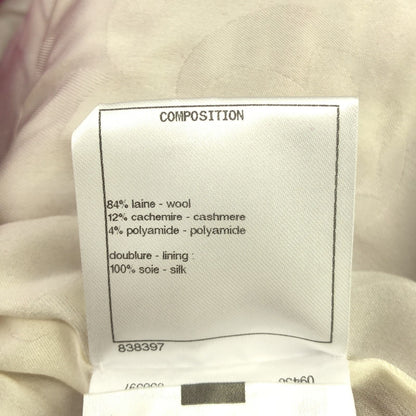 COMPOSITION
84% laine - wool
12% cachemire - cashmere
4% polyamide - polyamide
doublure - lining :
100% soie - silk
838397